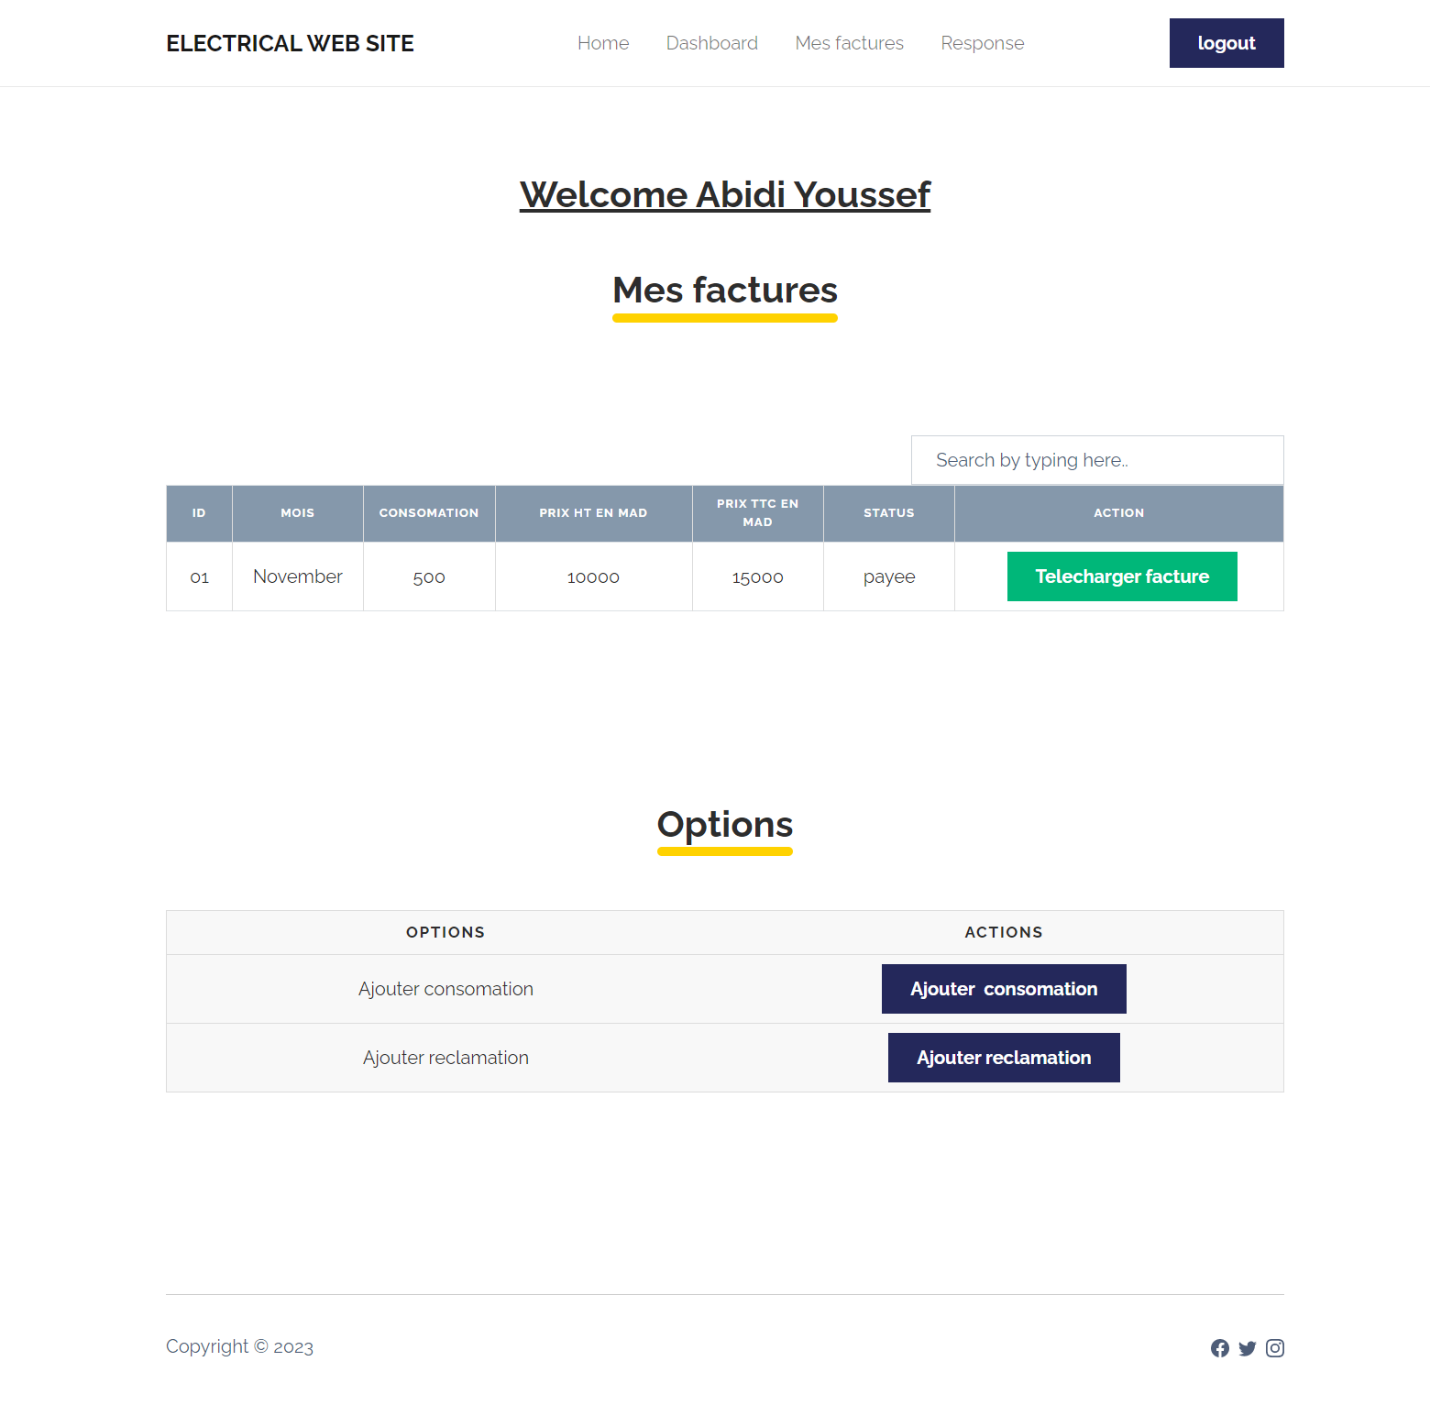 ELECTRICAL WEB SITE
Home
Dashboard
Mes factures
Response
logout
Welcome Abidi Youssef
Mes factures
Search by typing here..
ID
MOIS
CONSOMATION
PRIX HT EN MAD
PRIX TTC EN
MAD
STATUS
ACTION
01
November
500
10000
15000
payee
Telecharger facture
Options
OPTIONS
ACTIONS
Ajouter consomation
Ajouter consomation
Ajouter reclamation
Ajouter reclamation
Copyright © 2023